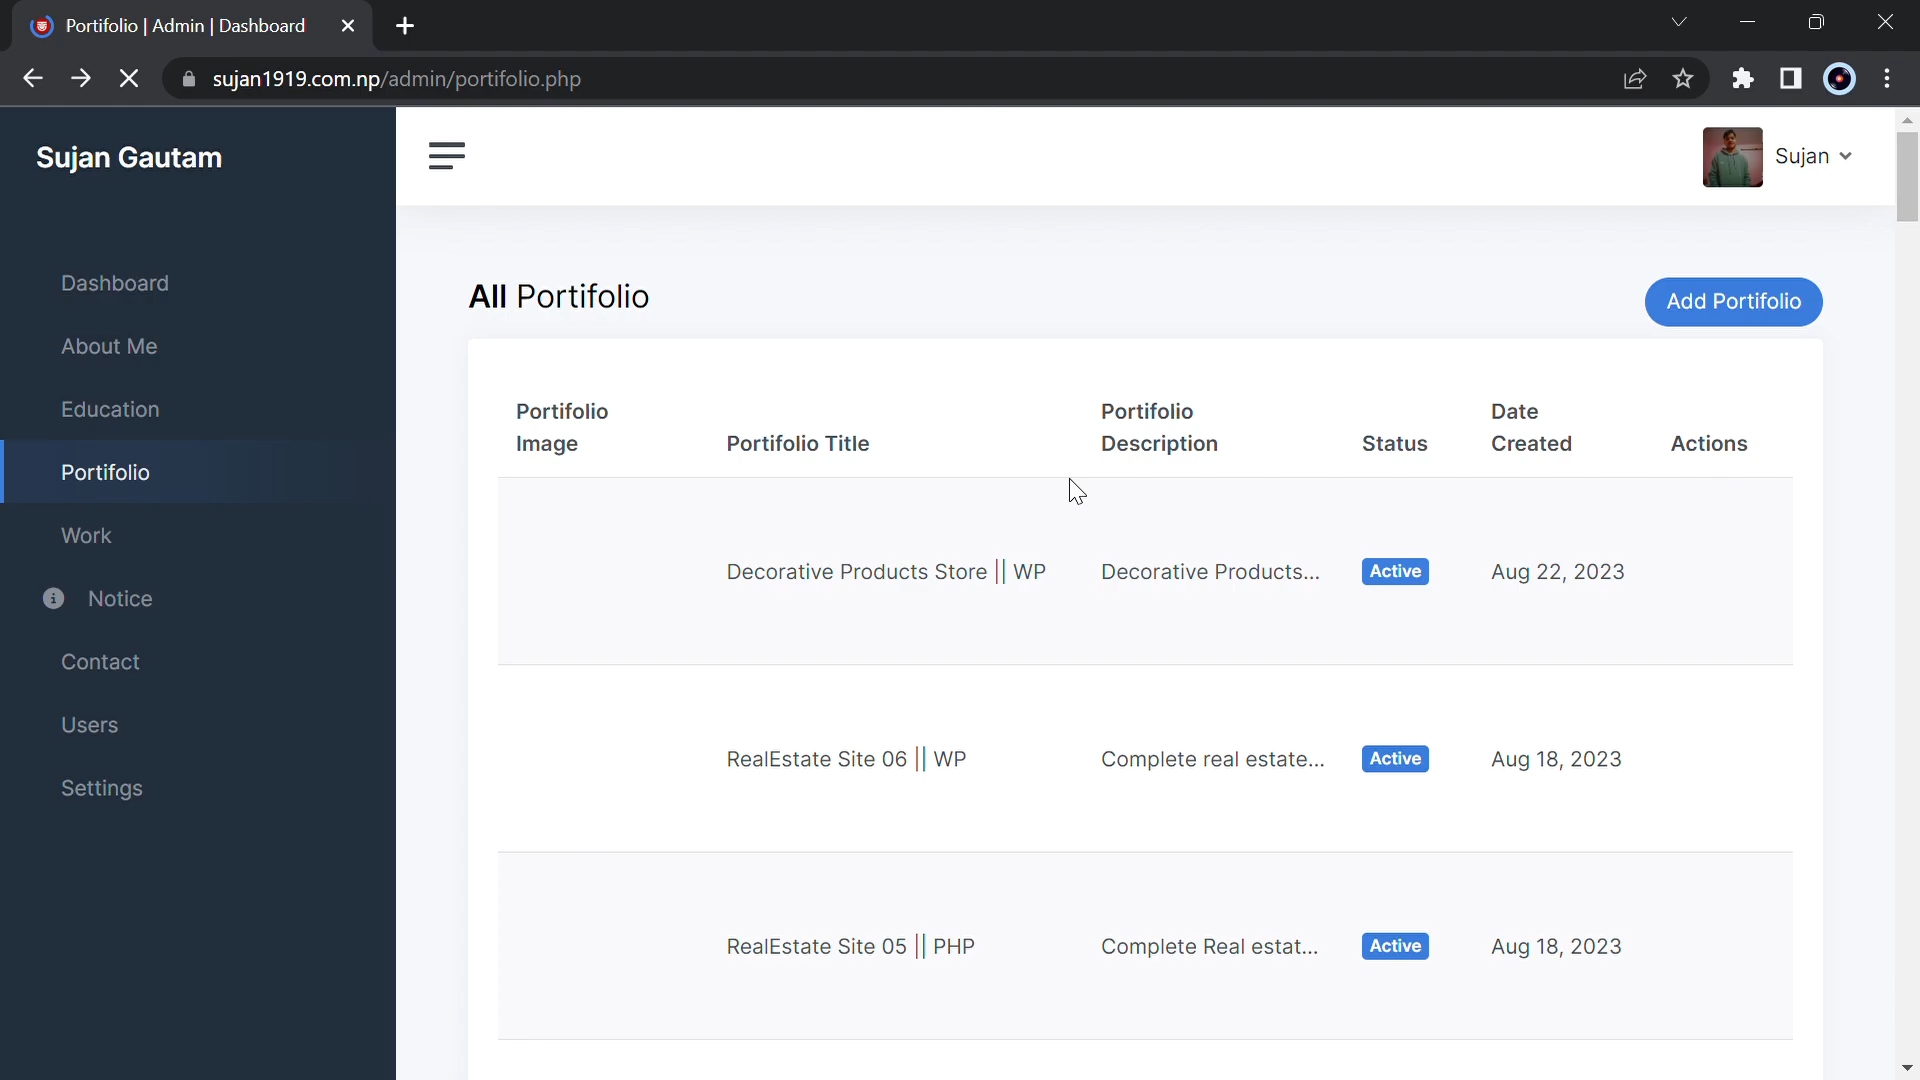 Portifolio | Admin | Dashboard
sujan1919.com.np/admin/portifolio.php
Sujan Gautam
Sujan
Dashboard
About Me
Education
Portifolio
Work
Notice
Contact
Users
Settings
All Portifolio
Add Portifolio
Portifolio Image
Portifolio Title
Portifolio Description
Status
Date Created
Actions
Decorative Products Store || WP
Decorative Products...
Active
Aug 22, 2023
RealEstate Site 06 || WP
Complete real estate...
Active
Aug 18, 2023
RealEstate Site 05 || PHP
Complete Real estat...
Active
Aug 18, 2023